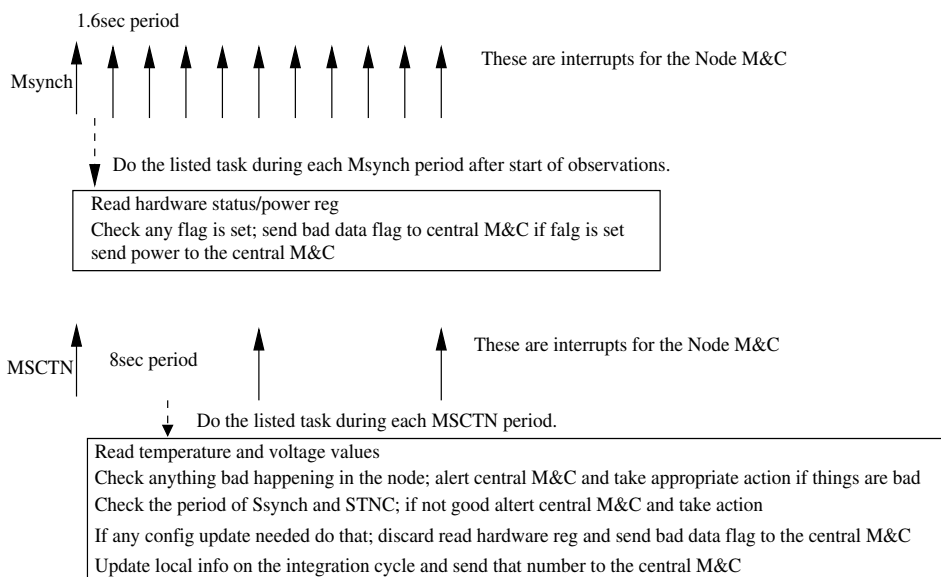 1.6sec period
These are interrupts for the Node M&C
Msynch
Do the listed task during each Msynch period after start of observations.
Read hardware status/power reg
Check any flag is set; send bad data flag to central M&C if falg is set
send power to the central M&C
These are interrupts for the Node M&C
8sec period
MSCTN
Do the listed task during each MSCTN period.
Read temperature and voltage values
Check anything bad happening in the node; alert central M&C and take appropriate action if things are bad
Check the period of Ssynch and STNC; if not good altert central M&C and take action
If any config update needed do that; discard read hardware reg and send bad data flag to the central M&C
Update local info on the integration cycle and send that number to the central M&C